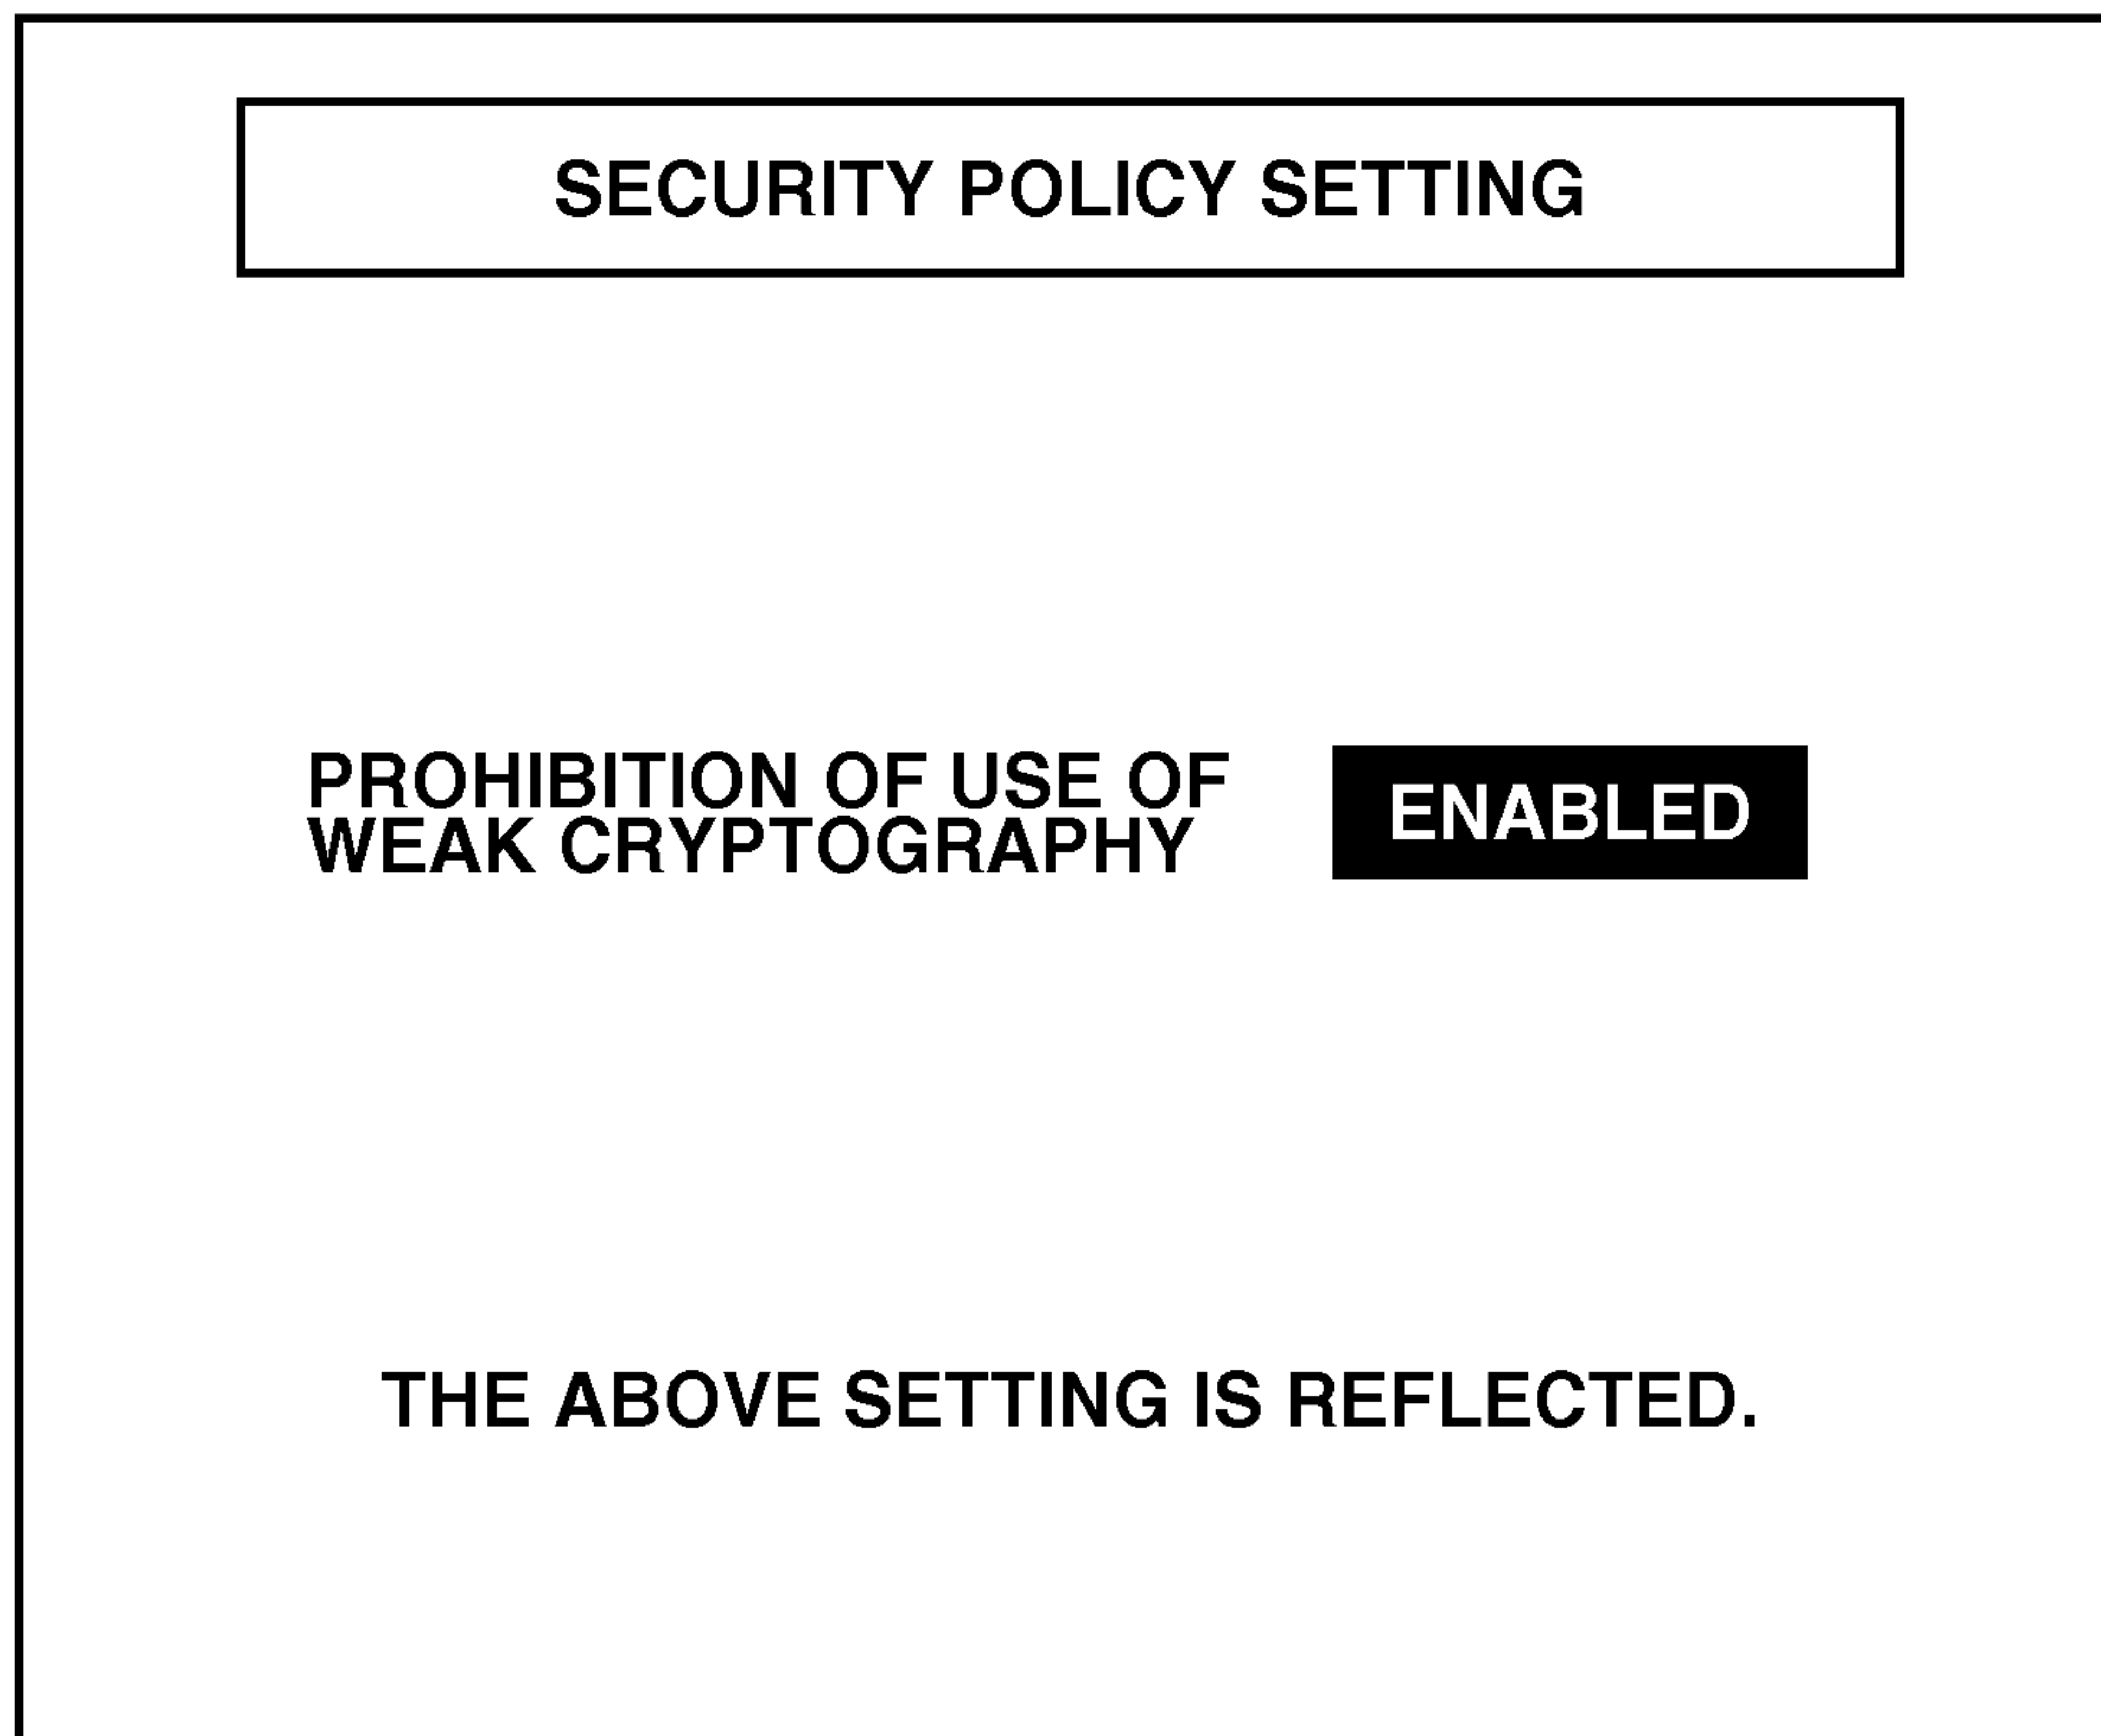 SECURITY POLICY SETTING
PROHIBITION OF USE OF
WEAK CRYPTOGRAPHY
ENABLED
THE ABOVE SETTING IS REFLECTED.